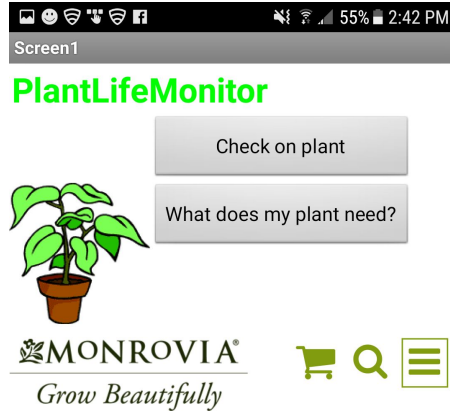 55% 2:42 PM
Screen1
PlantLifeMonitor
Check on plant
What does my plant need?
MONROVIA®
Grow Beautifully